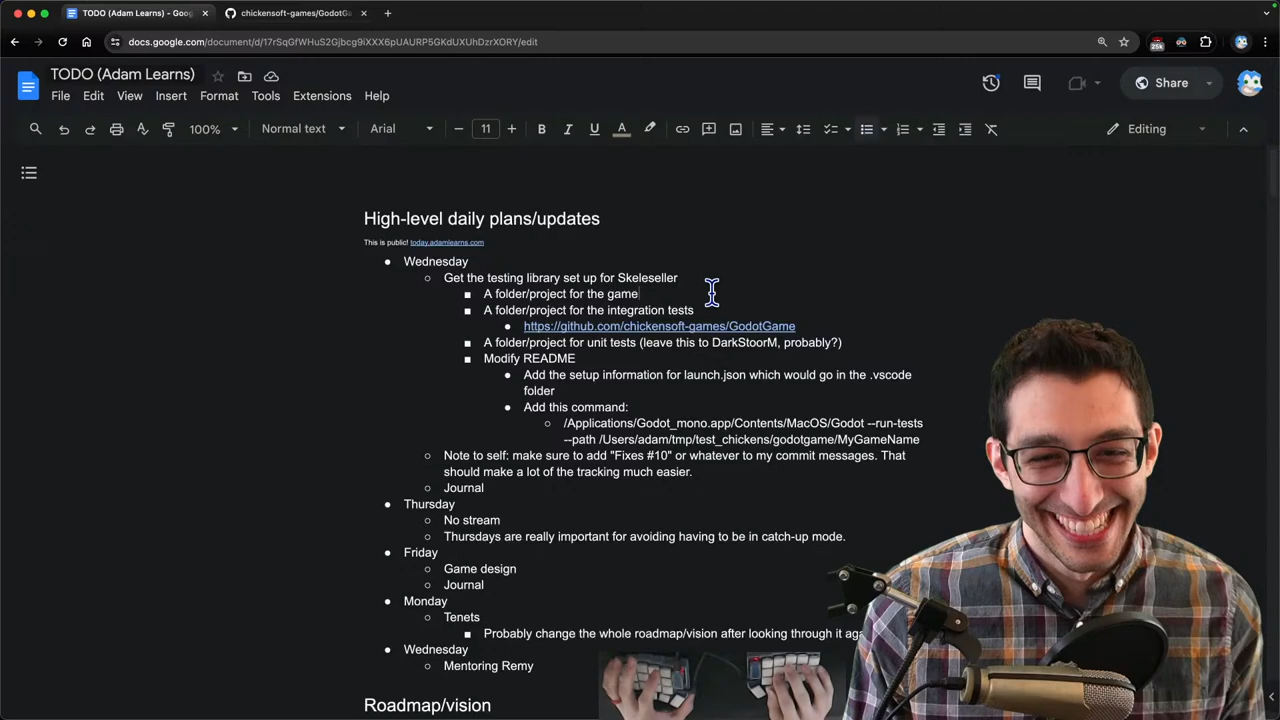 TODO (Adam Learns) - Goog
chickensoft-games/GodotGa
docs.google.com/document/d/17rSqGfWHuS2Gjbcg9iXXX6pUAURP5GKdUXUhDzrXORY/edit
25k
TODO (Adam Learns)
File Edit View Insert Format Tools Extensions Help
Share
100% Normal text Arial 11 B I U A Editing
High-level daily plans/updates
This is public! today.adamlearns.com
Wednesday
Get the testing library set up for Skeleseller
A folder/project for the game
A folder/project for the integration tests
https://github.com/chickensoft-games/GodotGame
A folder/project for unit tests (leave this to DarkStoorM, probably?)
Modify README
Add the setup information for launch.json which would go in the .vscode
folder
Add this command:
/Applications/Godot_mono.app/Contents/MacOS/Godot --run-tests
--path /Users/adam/tmp/test_chickens/godotgame/MyGameName
Note to self: make sure to add "Fixes #10" or whatever to my commit messages. That
should make a lot of the tracking much easier.
Journal
Thursday
No stream
Thursdays are really important for avoiding having to be in catch-up mode.
Friday
Game design
Journal
Monday
Tenets
Probably change the whole roadmap/vision after looking through it aga
Wednesday
Mentoring Remy
Roadmap/vision